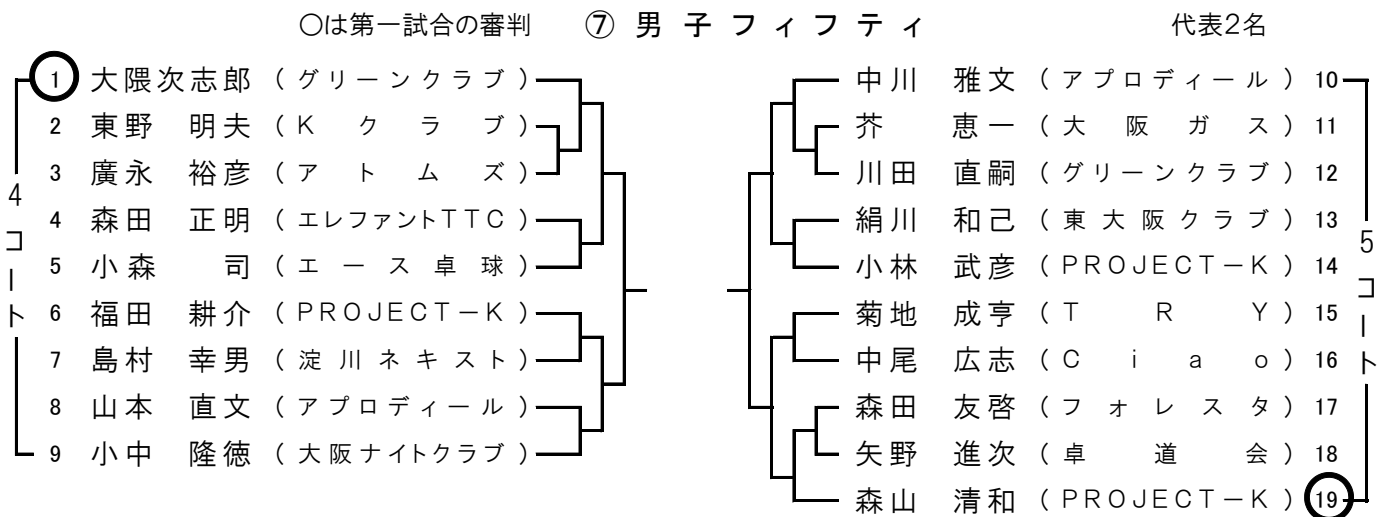 〇は第一試合の審判 ⑦ 男子フィフティ 代表2名
4コート
1 大隈次志郎 (グリーンクラブ)
2 東野 明夫 (Kクラブ)
3 廣永 裕彦 (アトムズ)
4 森田 正明 (エレファントTTC)
5 小森 司 (エース卓球)
6 福田 耕介 (PROJECT-K)
7 島村 幸男 (淀川ネキスト)
8 山本 直文 (アプロディール)
9 小中 隆徳 (大阪ナイトクラブ)
中川 雅文 (アプロディール) 10
芥 恵一 (大阪ガス) 11
川田 直嗣 (グリーンクラブ) 12
絹川 和己 (東大阪クラブ) 13
小林 武彦 (PROJECT-K) 14
菊地 成亨 (TRY) 15
中尾 広志 (Ciao) 16
森田 友啓 (フォレスタ) 17
矢野 進次 (卓道会) 18
森山 清和 (PROJECT-K) 19
5コート